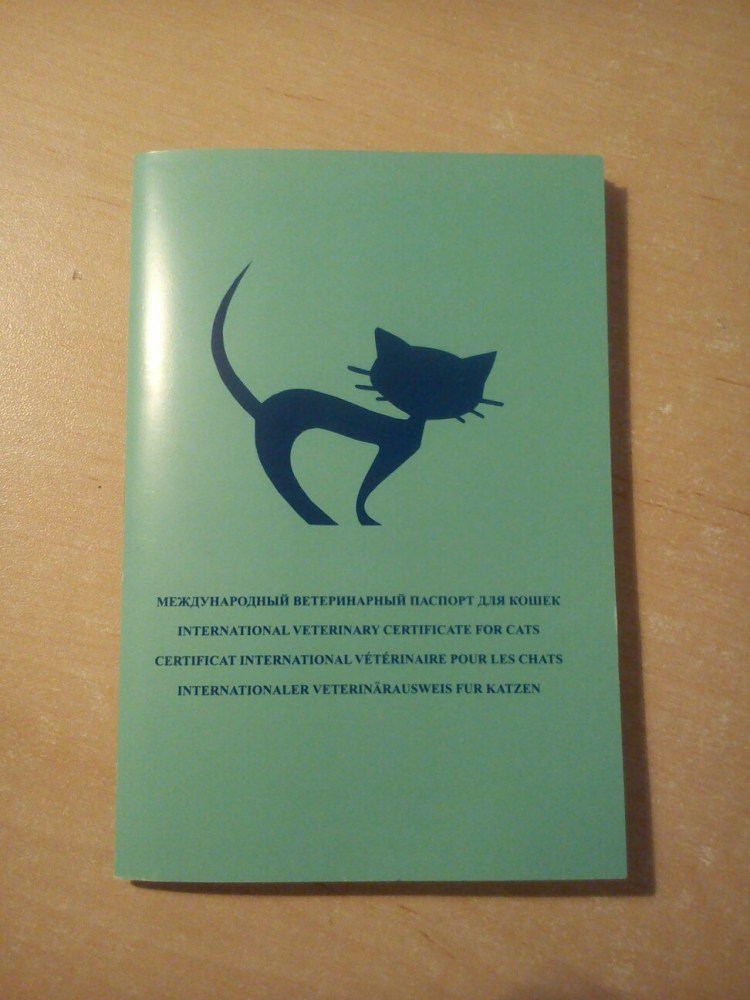 МЕЖДУНАРОДНЫЙ ВЕТЕРИНАРНЫЙ ПАСПОРТ ДЛЯ КОШЕК
INTERNATIONAL VETERINARY CERTIFICATE FOR CATS
CERTIFICAT INTERNATIONAL VÉTÉRINAIRE POUR LES CHATS
INTERNATIONALER VETERINÄRAUSWEIS FUR KATZEN